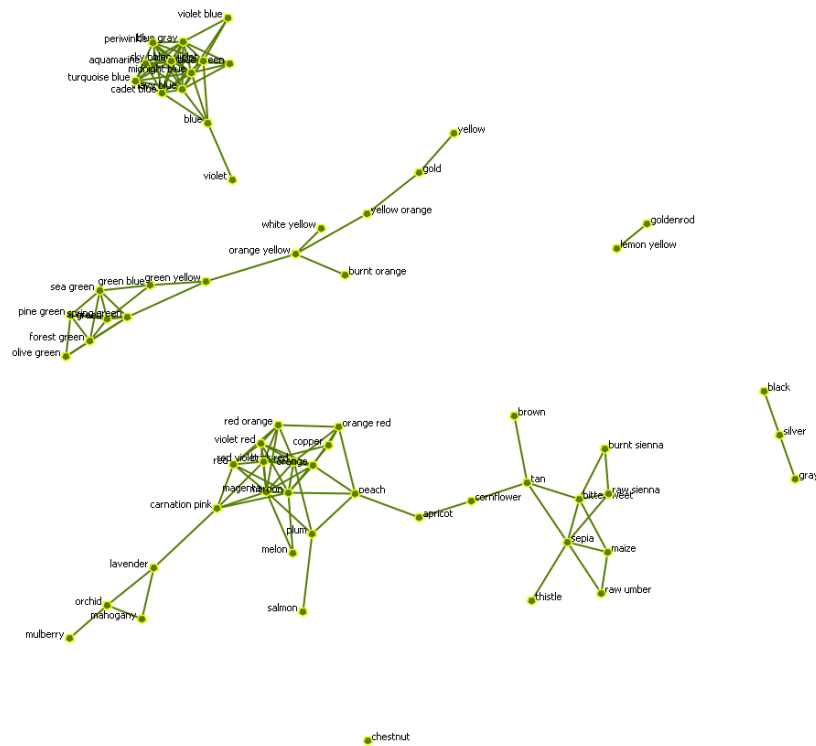 violet blue
periwinkle
blue gray
aquamarine
turquoise blue
midnight blue
cadet blue
blue
violet
yellow
gold
yellow orange
white yellow
orange yellow
burnt orange
goldenrod
lemon yellow
green yellow
green blue
sea green
pine green
spring green
forest green
olive green
black
silver
gray
brown
red orange
orange red
violet red
copper
red violet
red
orange
magenta
maroon
peach
carnation pink
apricot
cornflower
tan
burnt sienna
raw sienna
bittersweet
sepia
maize
raw umber
thistle
plum
melon
salmon
lavender
orchid
mahogany
mulberry
chestnut